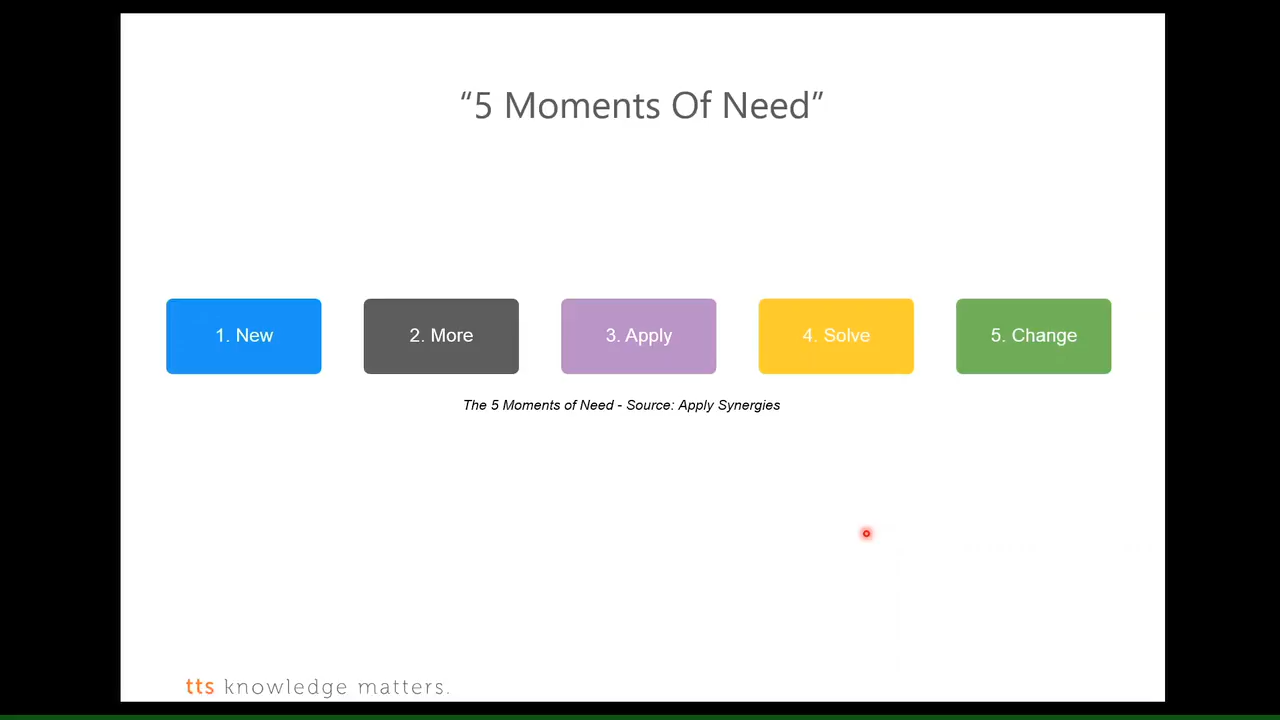 “5 Moments Of Need”
1. New
2. More
3. Apply
4. Solve
5. Change
The 5 Moments of Need - Source: Apply Synergies
tts knowledge matters.